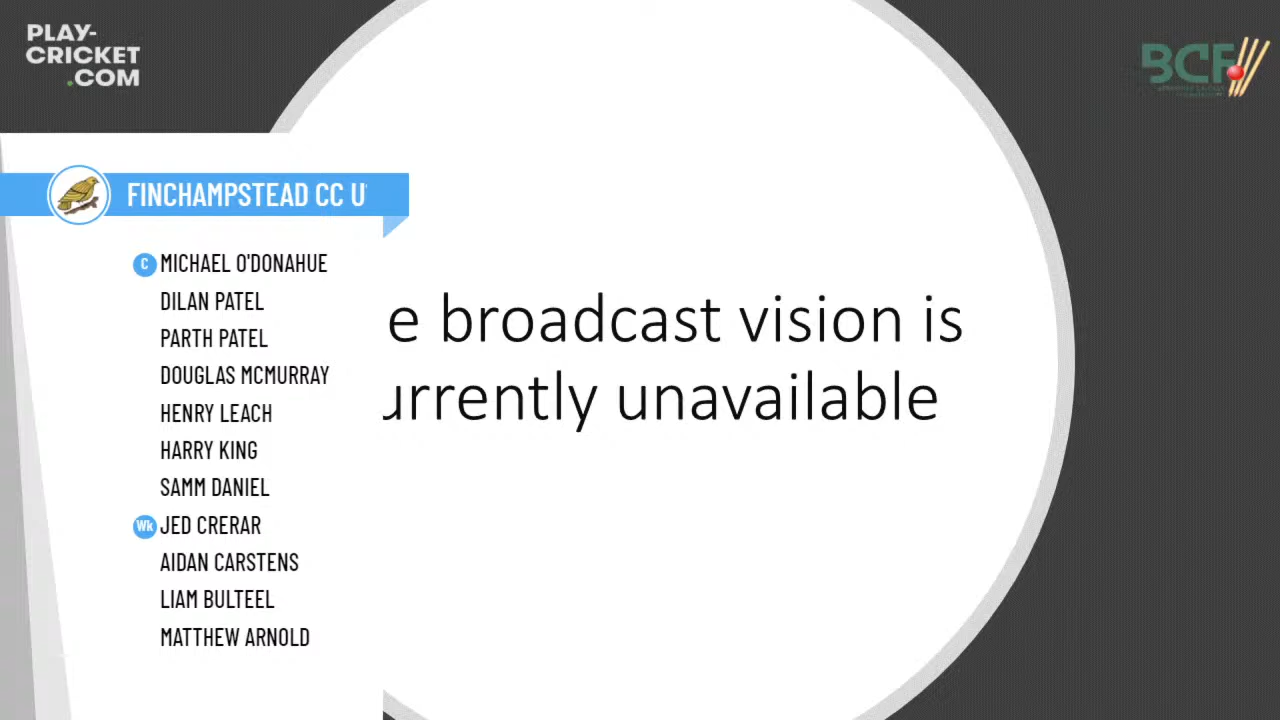 PLAY-
CRICKET
.COM
BCF
FINCHAMPSTEAD CC U
C MICHAEL O'DONAHUE
DILAN PATEL
PARTH PATEL
DOUGLAS MCMURRAY
HENRY LEACH
HARRY KING
SAMM DANIEL
Wk JED CRERAR
AIDAN CARSTENS
LIAM BULTEEL
MATTHEW ARNOLD
e broadcast vision is
urrently unavailable